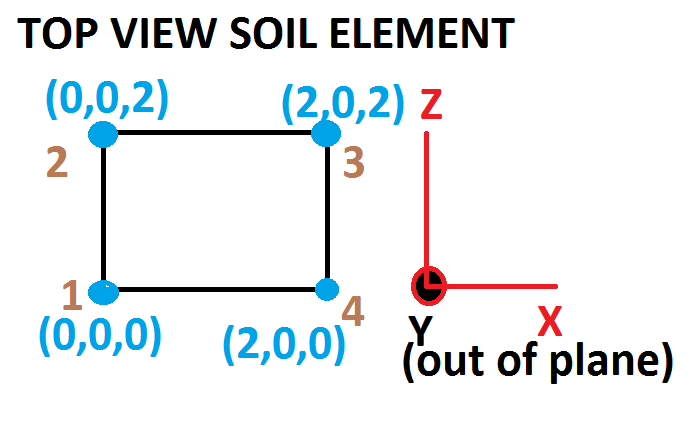 TOP VIEW SOIL ELEMENT
(0,0,2)
(2,0,2)
Z
2
3
1
4
(0,0,0)
(2,0,0)
Y
X
(out of plane)